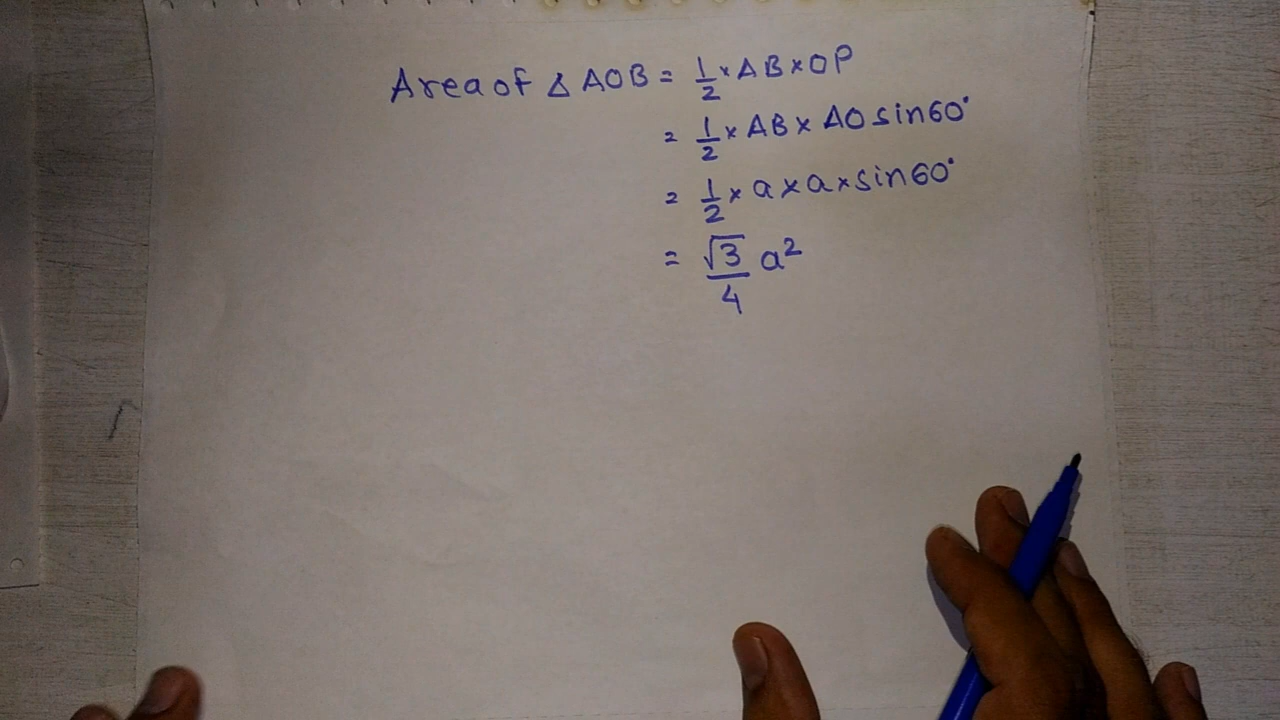 Area of Δ AOB = 1/2 × AB × OP
= 1/2 × AB × AO sin60°
= 1/2 × a × a × sin60°
= √3/4 a²